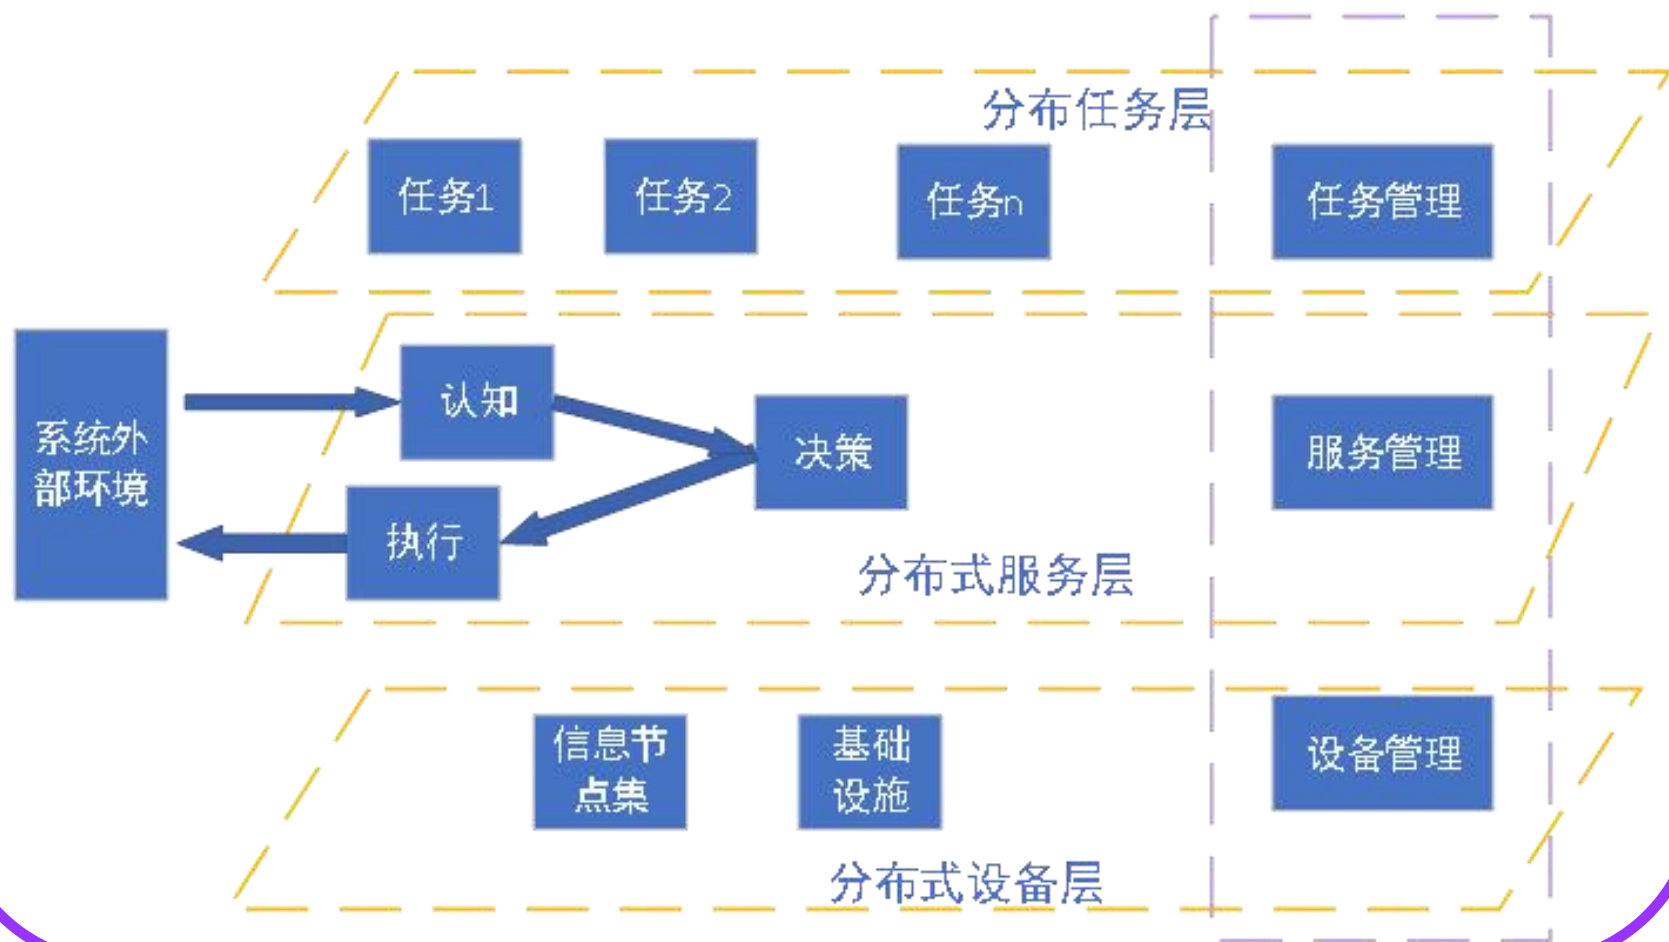 分布任务层
任务1
任务2
任务n
任务管理
系统外
部环境
认知
决策
执行
服务管理
分布式服务层
信息节
点集
基础
设施
设备管理
分布式设备层